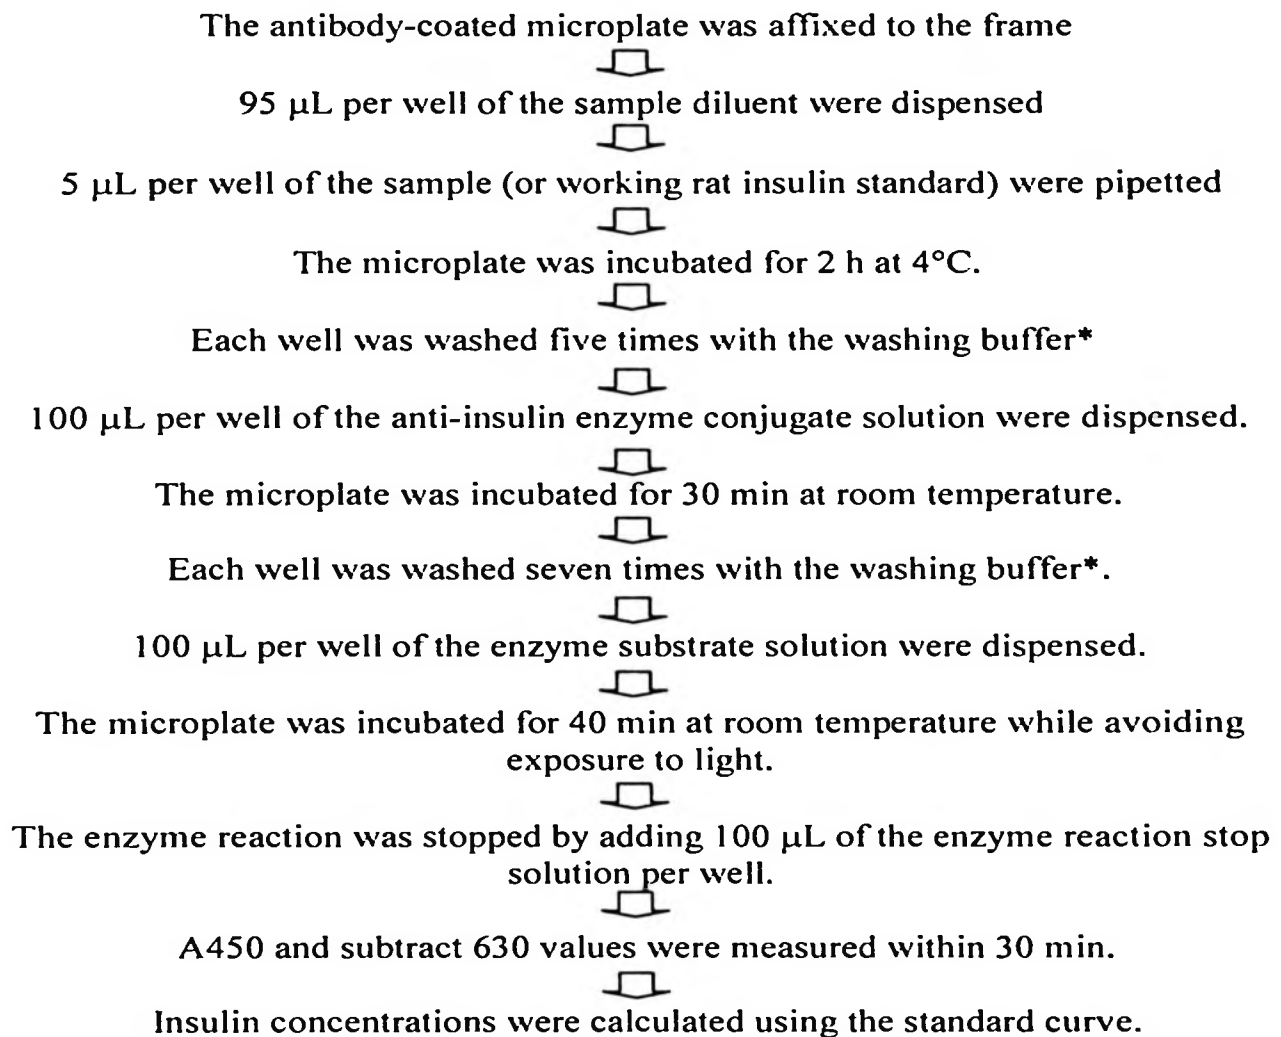 The antibody-coated microplate was affixed to the frame
95 μL per well of the sample diluent were dispensed
5 μL per well of the sample (or working rat insulin standard) were pipetted
The microplate was incubated for 2 h at 4°C.
Each well was washed five times with the washing buffer*
100 μL per well of the anti-insulin enzyme conjugate solution were dispensed.
The microplate was incubated for 30 min at room temperature.
Each well was washed seven times with the washing buffer*.
100 μL per well of the enzyme substrate solution were dispensed.
The microplate was incubated for 40 min at room temperature while avoiding
exposure to light.
The enzyme reaction was stopped by adding 100 μL of the enzyme reaction stop
solution per well.
A450 and subtract 630 values were measured within 30 min.
Insulin concentrations were calculated using the standard curve.